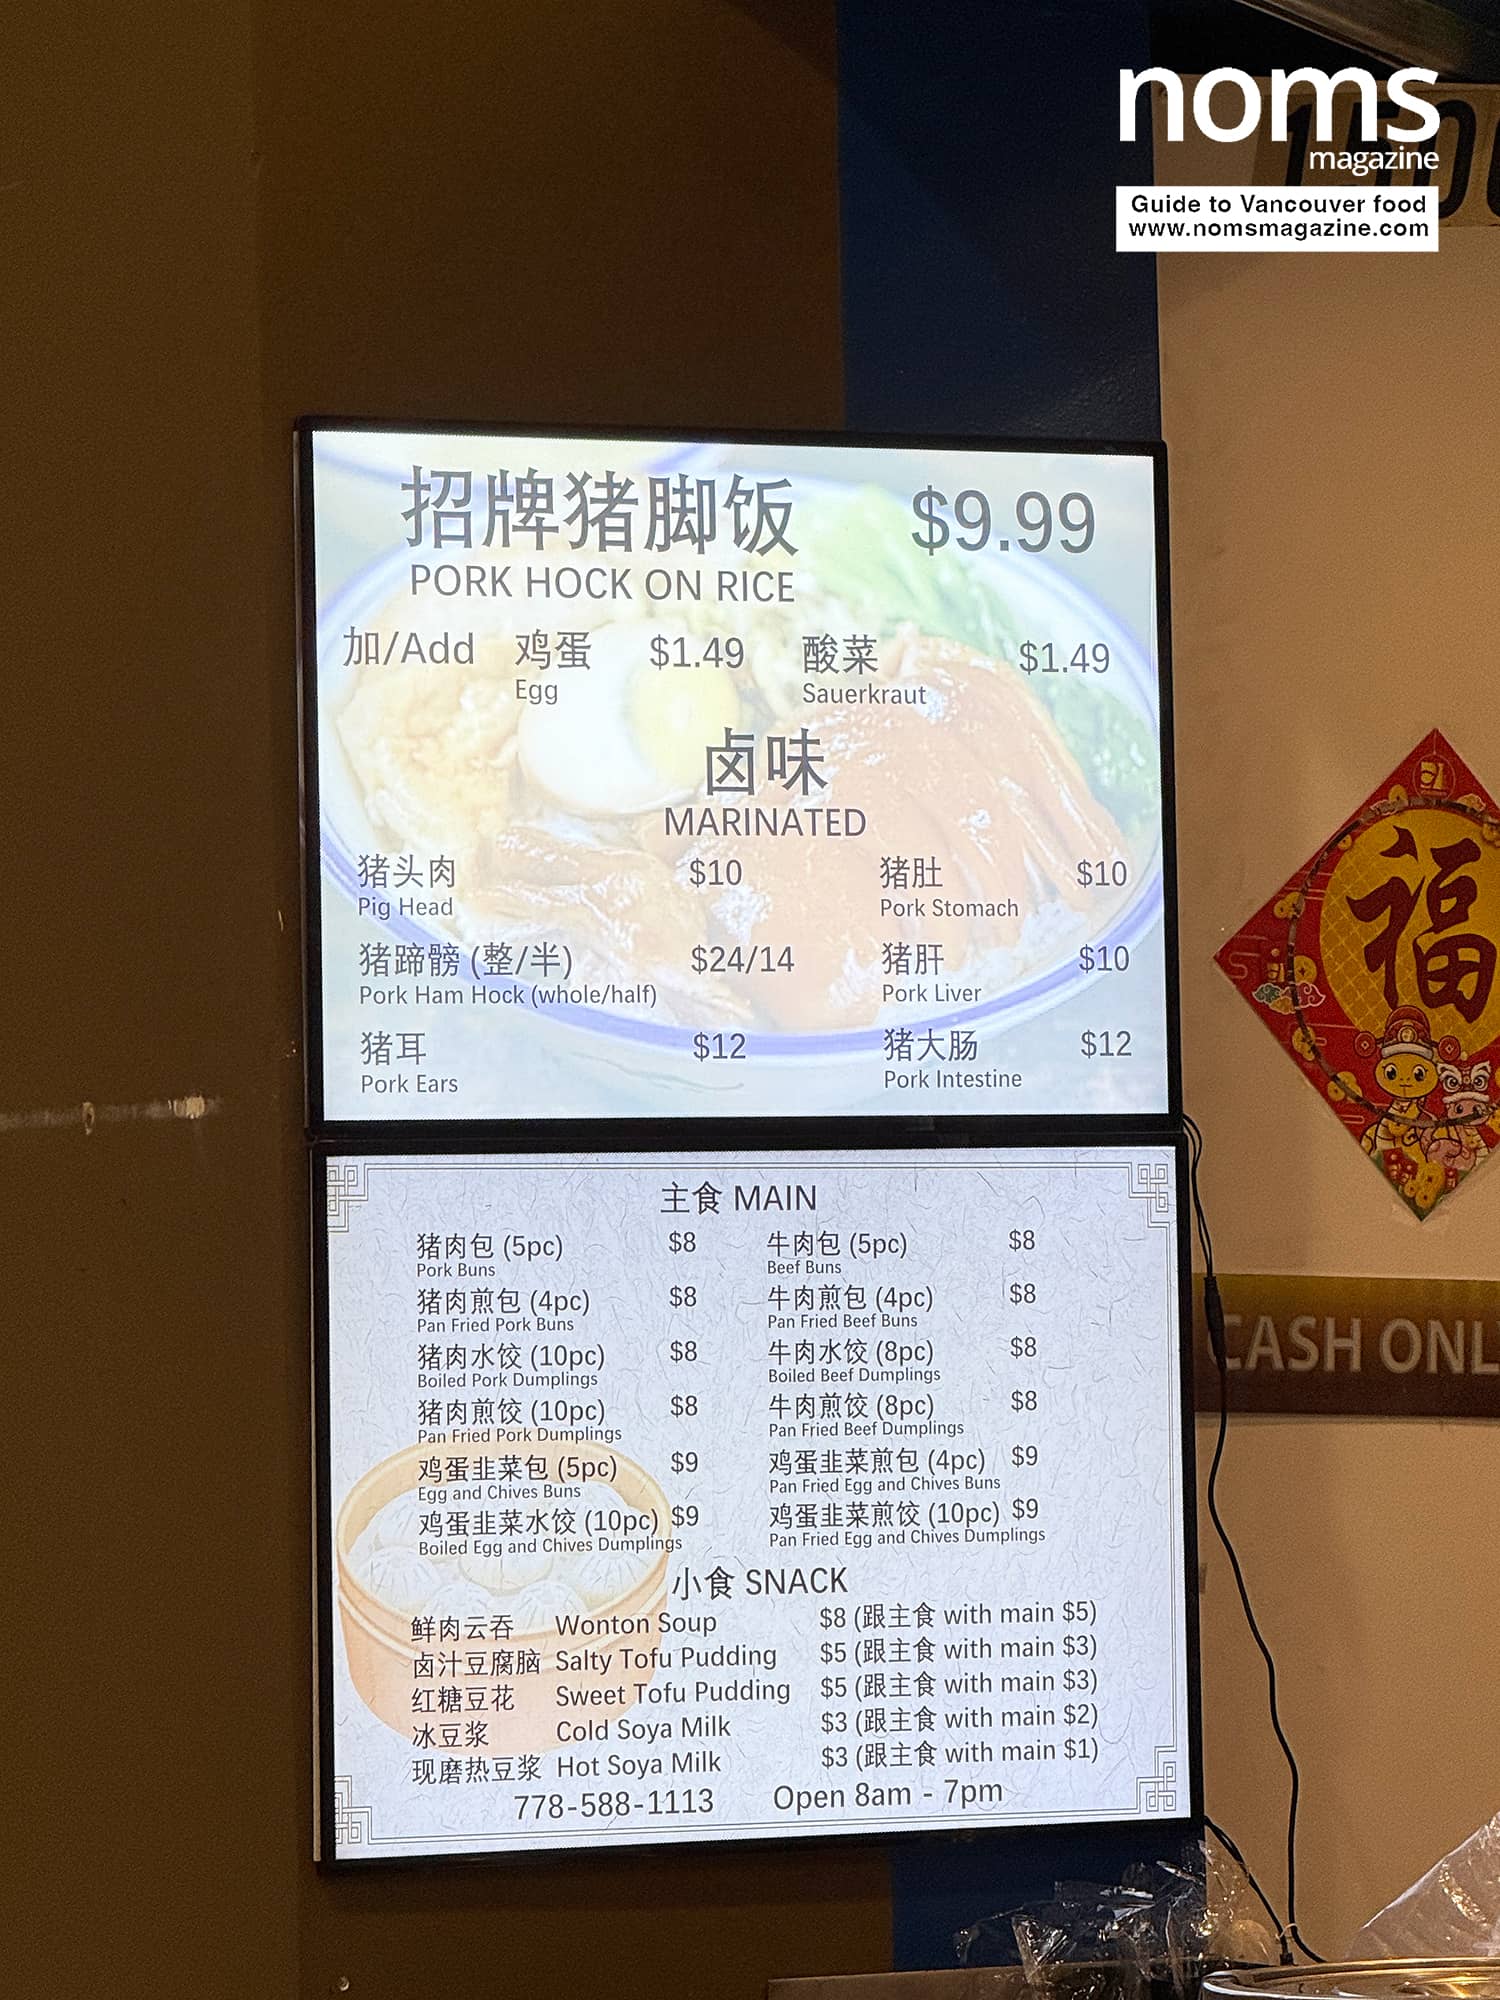 noms
magazine
Guide to Vancouver food
www.nomsmagazine.com
招牌猪脚饭 $9.99
PORK HOCK ON RICE
加/Add 鸡蛋 $1.49 酸菜 $1.49
Egg Sauerkraut
卤味
MARINATED
猪头肉 $10 猪肚 $10
Pig Head Pork Stomach
猪蹄髈 (整/半) $24/14 猪肝 $10
Pork Ham Hock (whole/half) Pork Liver
猪耳 $12 猪大肠 $12
Pork Ears Pork Intestine
福
主食 MAIN
猪肉包 (5pc) $8 牛肉包 (5pc) $8
Pork Buns Beef Buns
猪肉煎包 (4pc) $8 牛肉煎包 (4pc) $8
Pan Fried Pork Buns Pan Fried Beef Buns
猪肉水饺 (10pc) $8 牛肉水饺 (8pc) $8
Boiled Pork Dumplings Boiled Beef Dumplings
猪肉煎饺 (10pc) $8 牛肉煎饺 (8pc) $8
Pan Fried Pork Dumplings Pan Fried Beef Dumplings
鸡蛋韭菜包 (5pc) $9 鸡蛋韭菜煎包 (4pc) $9
Egg and Chives Buns Pan Fried Egg and Chives Buns
鸡蛋韭菜水饺 (10pc) $9 鸡蛋韭菜煎饺 (10pc) $9
Boiled Egg and Chives Dumplings Pan Fried Egg and Chives Dumplings
小食 SNACK
鲜肉云吞 Wonton Soup $8 (跟主食 with main $5)
卤汁豆腐脑 Salty Tofu Pudding $5 (跟主食 with main $3)
红糖豆花 Sweet Tofu Pudding $5 (跟主食 with main $3)
冰豆浆 Cold Soya Milk $3 (跟主食 with main $2)
现磨热豆浆 Hot Soya Milk $3 (跟主食 with main $1)
778-588-1113 Open 8am - 7pm
CASH ONL